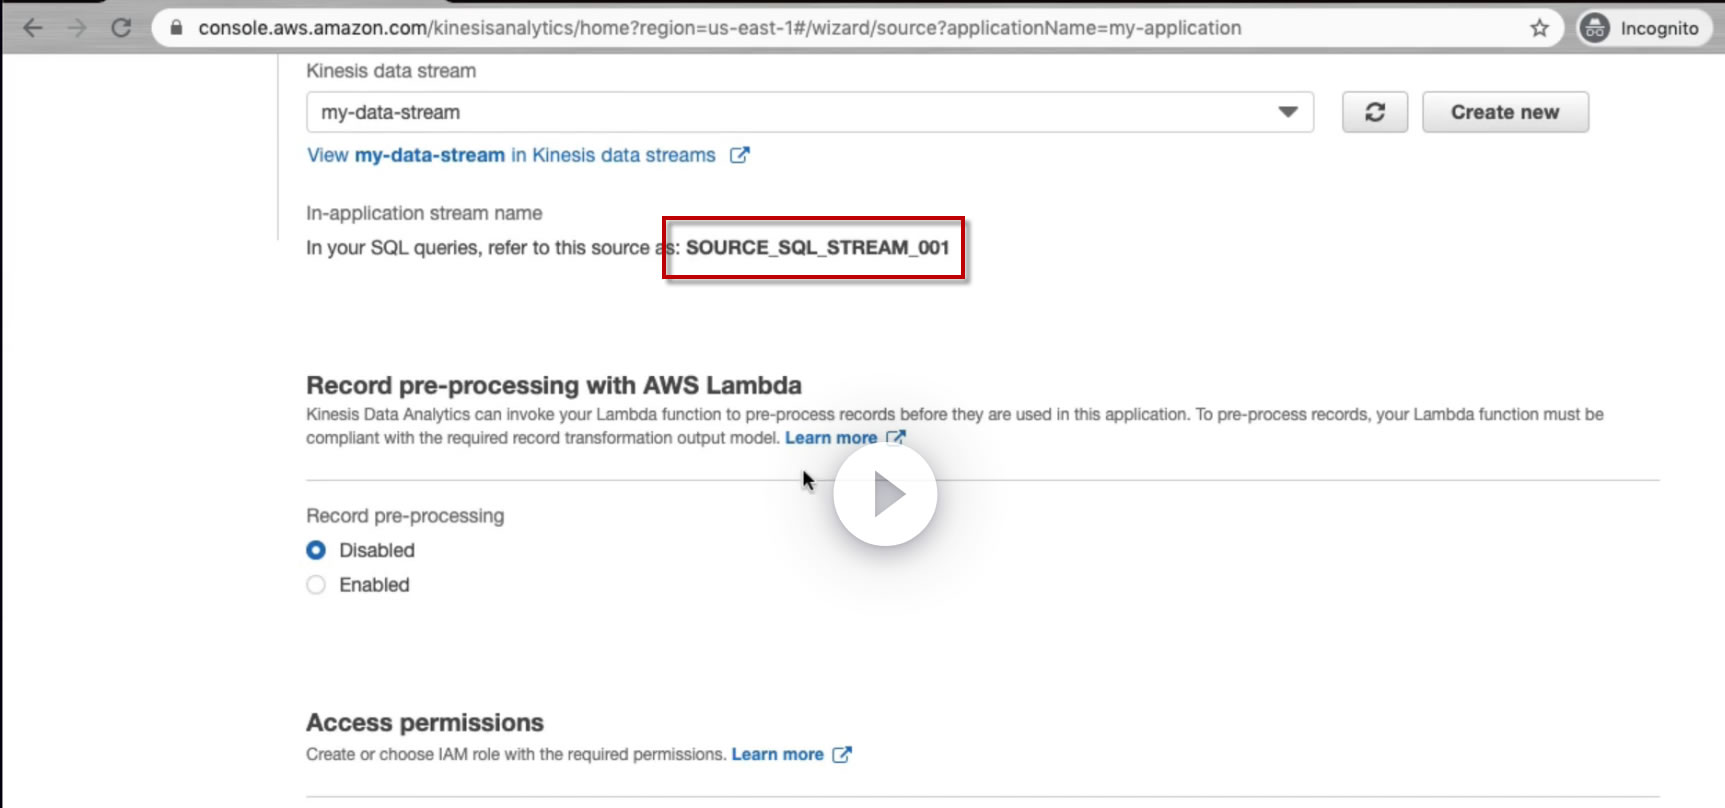 console.aws.amazon.com/kinesisanalytics/home?region=us-east-1#/wizard/source?applicationName=my-application
Incognito
Kinesis data stream
my-data-stream
Create new
View my-data-stream in Kinesis data streams
In-application stream name
In your SQL queries, refer to this source as: SOURCE_SQL_STREAM_001
Record pre-processing with AWS Lambda
Kinesis Data Analytics can invoke your Lambda function to pre-process records before they are used in this application. To pre-process records, your Lambda function must be
compliant with the required record transformation output model. Learn more
Record pre-processing
Disabled
Enabled
Access permissions
Create or choose IAM role with the required permissions. Learn more